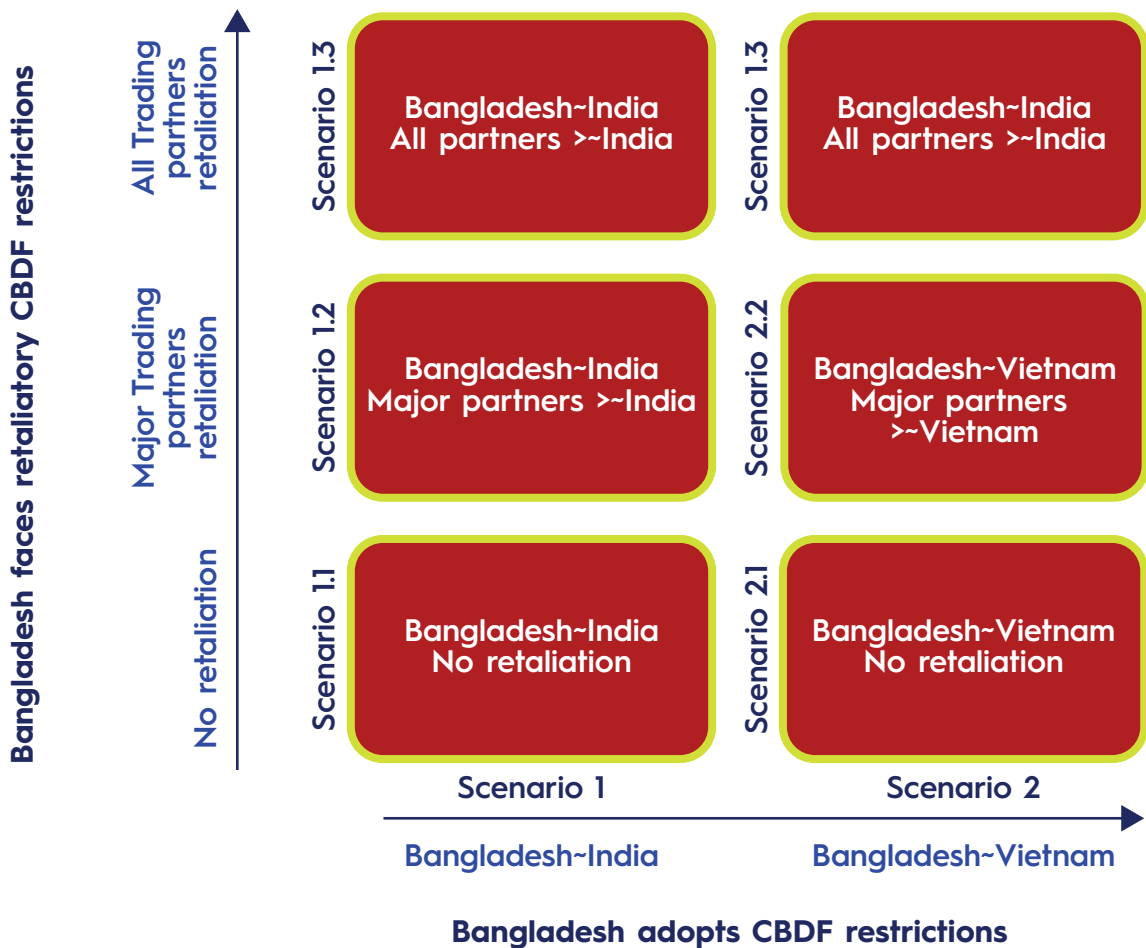 Bangladesh faces retaliatory CBDF restrictions
All Trading
partners
retaliation
Scenario 1.3
Bangladesh~India
All partners >~India
Scenario 1.3
Bangladesh~India
All partners >~India
Major Trading
partners
retaliation
Scenario 1.2
Bangladesh~India
Major partners >~India
Scenario 2.2
Bangladesh~Vietnam
Major partners
>~Vietnam
No retaliation
Scenario 1.1
Bangladesh~India
No retaliation
Scenario 2.1
Bangladesh~Vietnam
No retaliation
Scenario 1
Scenario 2
Bangladesh~India
Bangladesh~Vietnam
Bangladesh adopts CBDF restrictions